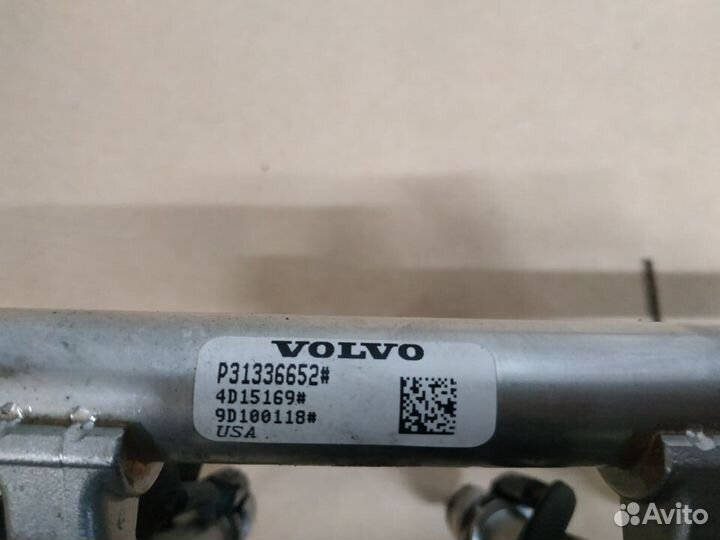 VOLVO
P31336652#
4D15169#
9D100118#
USA
Avito